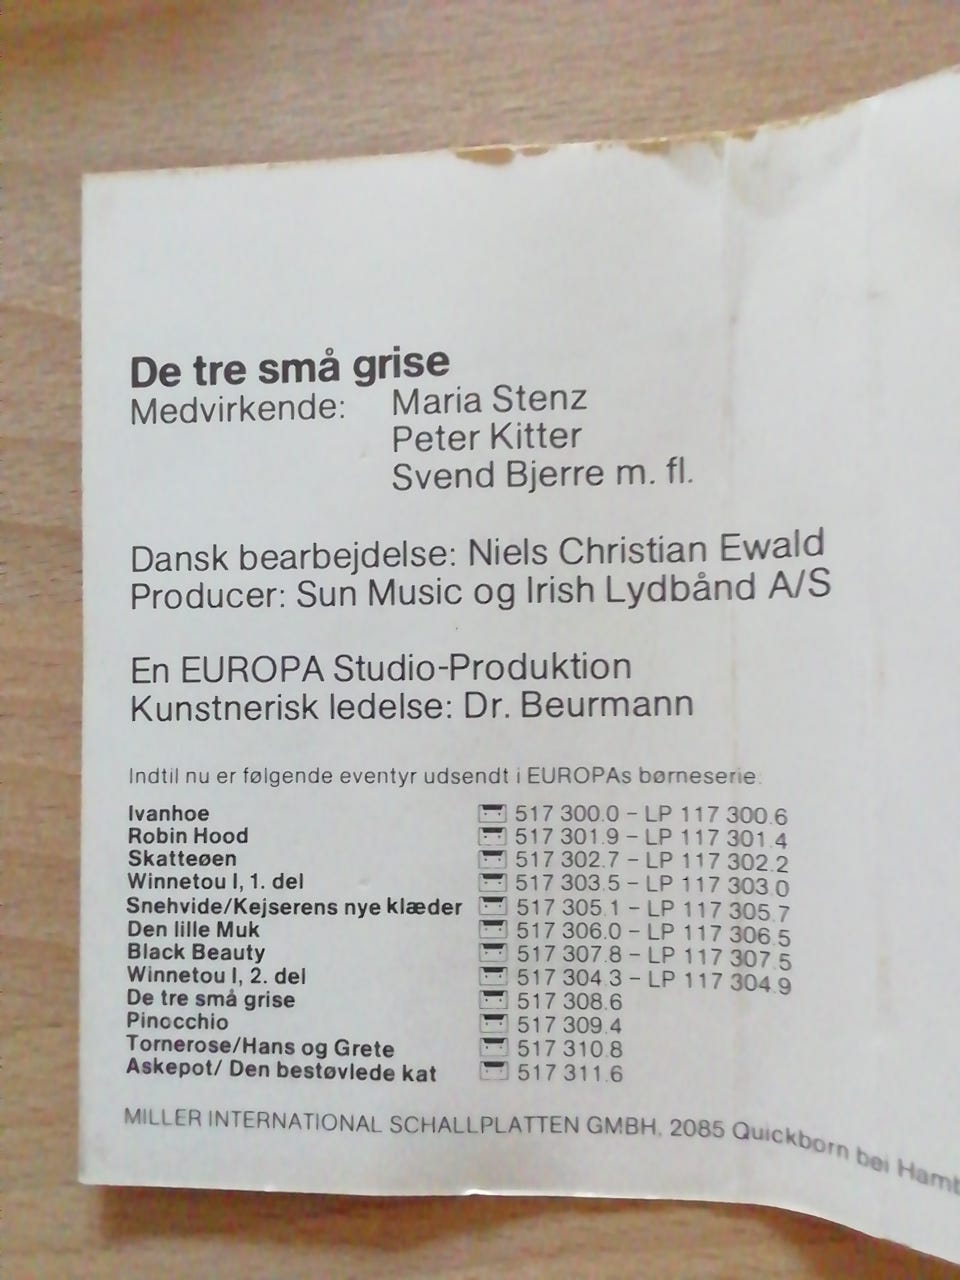 De tre små grise
Medvirkende: Maria Stenz
Peter Kitter
Svend Bjerre m. fl.
Dansk bearbejdelse: Niels Christian Ewald
Producer: Sun Music og Irish Lydbånd A/S
En EUROPA Studio-Produktion
Kunstnerisk ledelse: Dr. Beurmann
Indtil nu er følgende eventyr udsendt i EUROPAs børneserie:
Ivanhoe 517 300.0 – LP 117 300.6
Robin Hood 517 301.9 – LP 117 301.4
Skatteøen 517 302.7 – LP 117 302.2
Winnetou I, 1. del 517 303.5 – LP 117 303.0
Snehvide/Kejserens nye klæder 517 305.1 – LP 117 305.7
Den lille Muk 517 306.0 – LP 117 306.5
Black Beauty 517 307.8 – LP 117 307.5
Winnetou I, 2. del 517 304.3 – LP 117 304.9
De tre små grise 517 308.6
Pinocchio 517 309.4
Tornerose/Hans og Grete 517 310.8
Askepot/ Den bestøvlede kat 517 311.6
MILLER INTERNATIONAL SCHALLPLATTEN GMBH, 2085 Quickborn bei Hamb